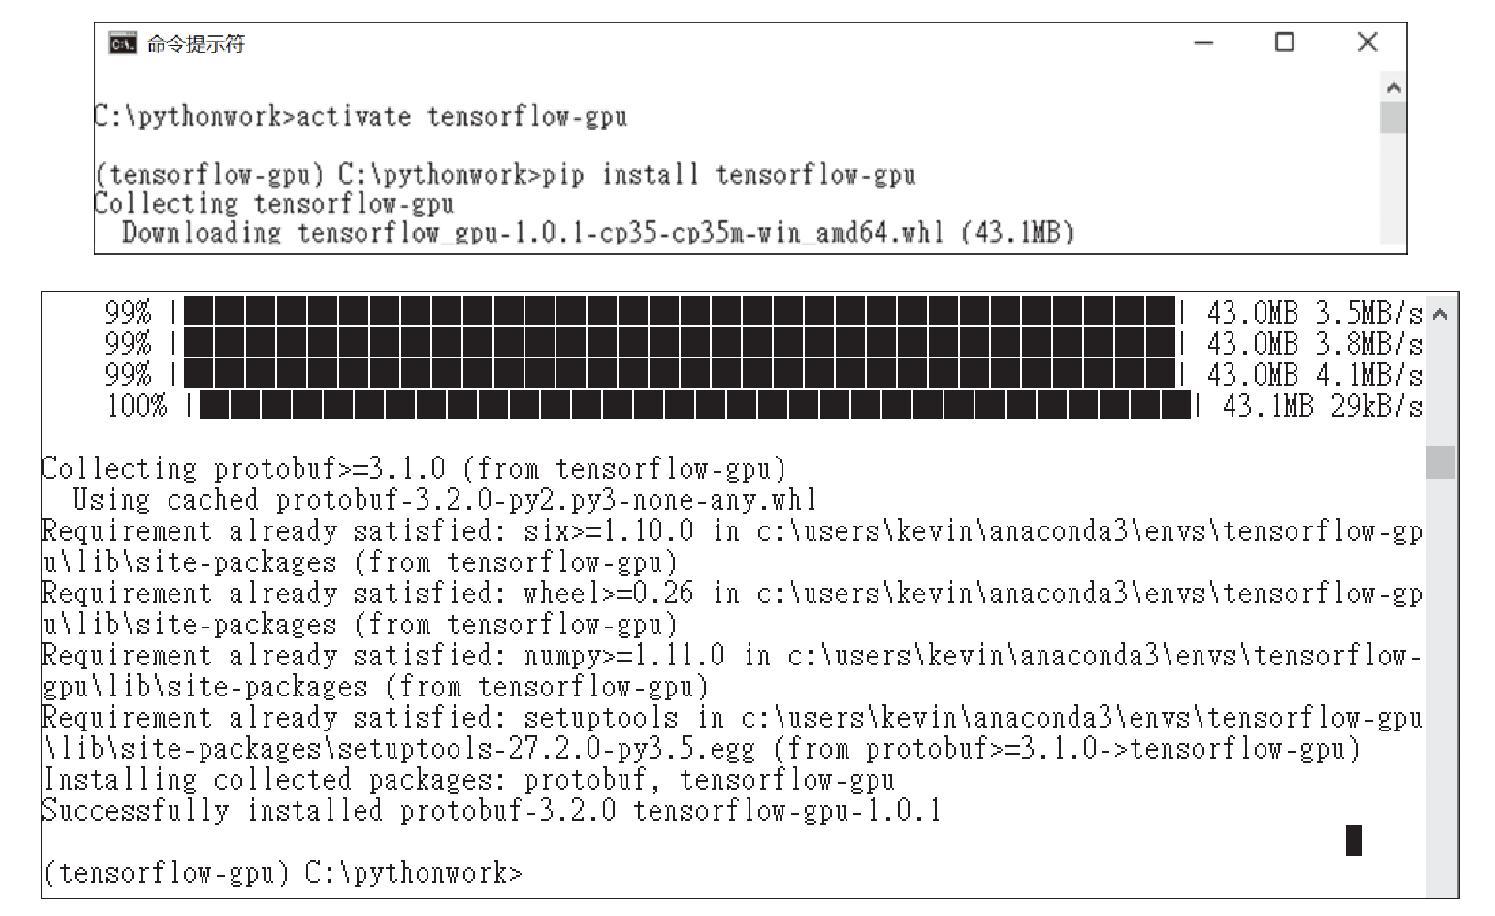 命令提示符
C:\pythonwork>activate tensorflow-gpu
(tensorflow-gpu) C:\pythonwork>pip install tensorflow-gpu
Collecting tensorflow-gpu
Downloading tensorflow_gpu-1.0.1-cp35-cp35m-win_amd64.whl (43.1MB)
99% | | 43.0MB 3.5MB/s
99% | | 43.0MB 3.8MB/s
99% | | 43.0MB 4.1MB/s
100% | | 43.1MB 29kB/s
Collecting protobuf>=3.1.0 (from tensorflow-gpu)
Using cached protobuf-3.2.0-py2.py3-none-any.whl
Requirement already satisfied: six>=1.10.0 in c:\users\kevin\anaconda3\envs\tensorflow-gp
u\lib\site-packages (from tensorflow-gpu)
Requirement already satisfied: wheel>=0.26 in c:\users\kevin\anaconda3\envs\tensorflow-gp
u\lib\site-packages (from tensorflow-gpu)
Requirement already satisfied: numpy>=1.11.0 in c:\users\kevin\anaconda3\envs\tensorflow-
gpu\lib\site-packages (from tensorflow-gpu)
Requirement already satisfied: setuptools in c:\users\kevin\anaconda3\envs\tensorflow-gpu
\lib\site-packages\setuptools-27.2.0-py3.5.egg (from protobuf>=3.1.0->tensorflow-gpu)
Installing collected packages: protobuf, tensorflow-gpu
Successfully installed protobuf-3.2.0 tensorflow-gpu-1.0.1
(tensorflow-gpu) C:\pythonwork>